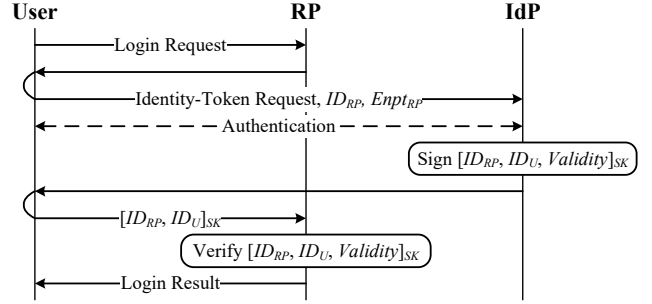 User RP IdP
Login Request
Identity-Token Request, ID_RP, Enpt_RP
Authentication
Sign [ID_RP, ID_U, Validity]_SK
[ID_RP, ID_U]_SK
Verify [ID_RP, ID_U, Validity]_SK
Login Result